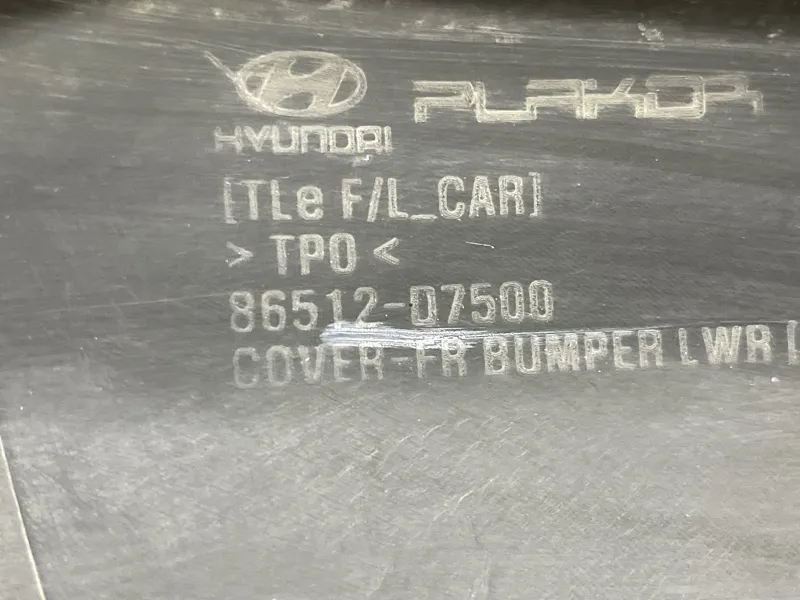 HYUNDAI PLAKOR
[TLe F/L_CAR]
> TPO <
86512-D7500
COVER-FR BUMPER LWR [